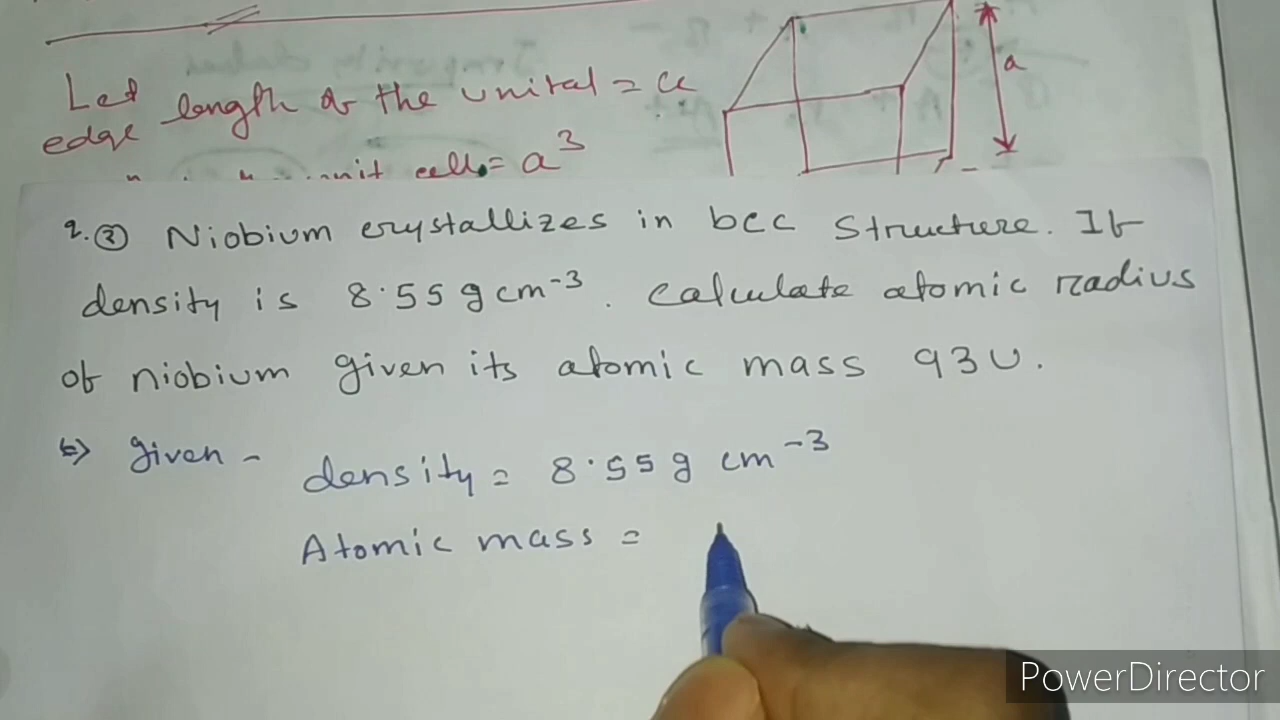 Let
edge length of the unitcel = a
unit cell = a³
a
q. ② Niobium crystallizes in bcc structure. If
density is 8.55 g cm⁻³. Calculate atomic radius
of niobium given its atomic mass 93U.
given - density = 8.55 g cm⁻³
Atomic mass =
PowerDirector